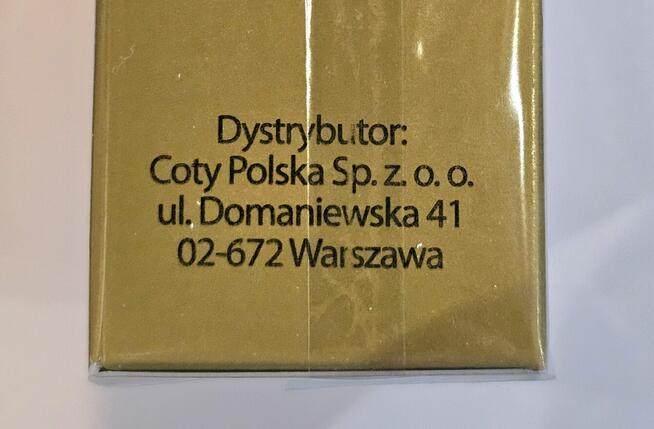 Dystrybutor:
Coty Polska Sp. z. o. o.
ul. Domaniewska 41
02-672 Warszawa